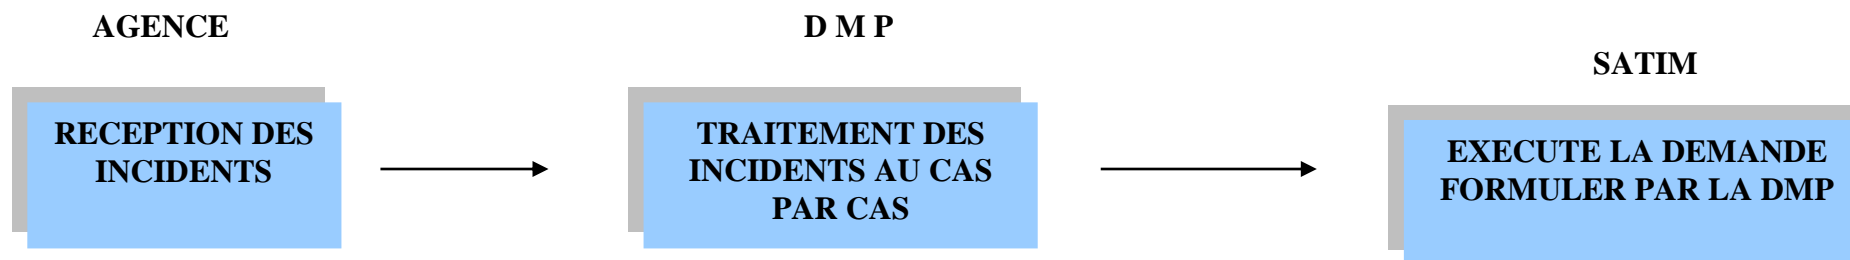 AGENCE
D M P
SATIM
RECEPTION DES
INCIDENTS
TRAITEMENT DES
INCIDENTS AU CAS
PAR CAS
EXECUTE LA DEMANDE
FORMULER PAR LA DMP